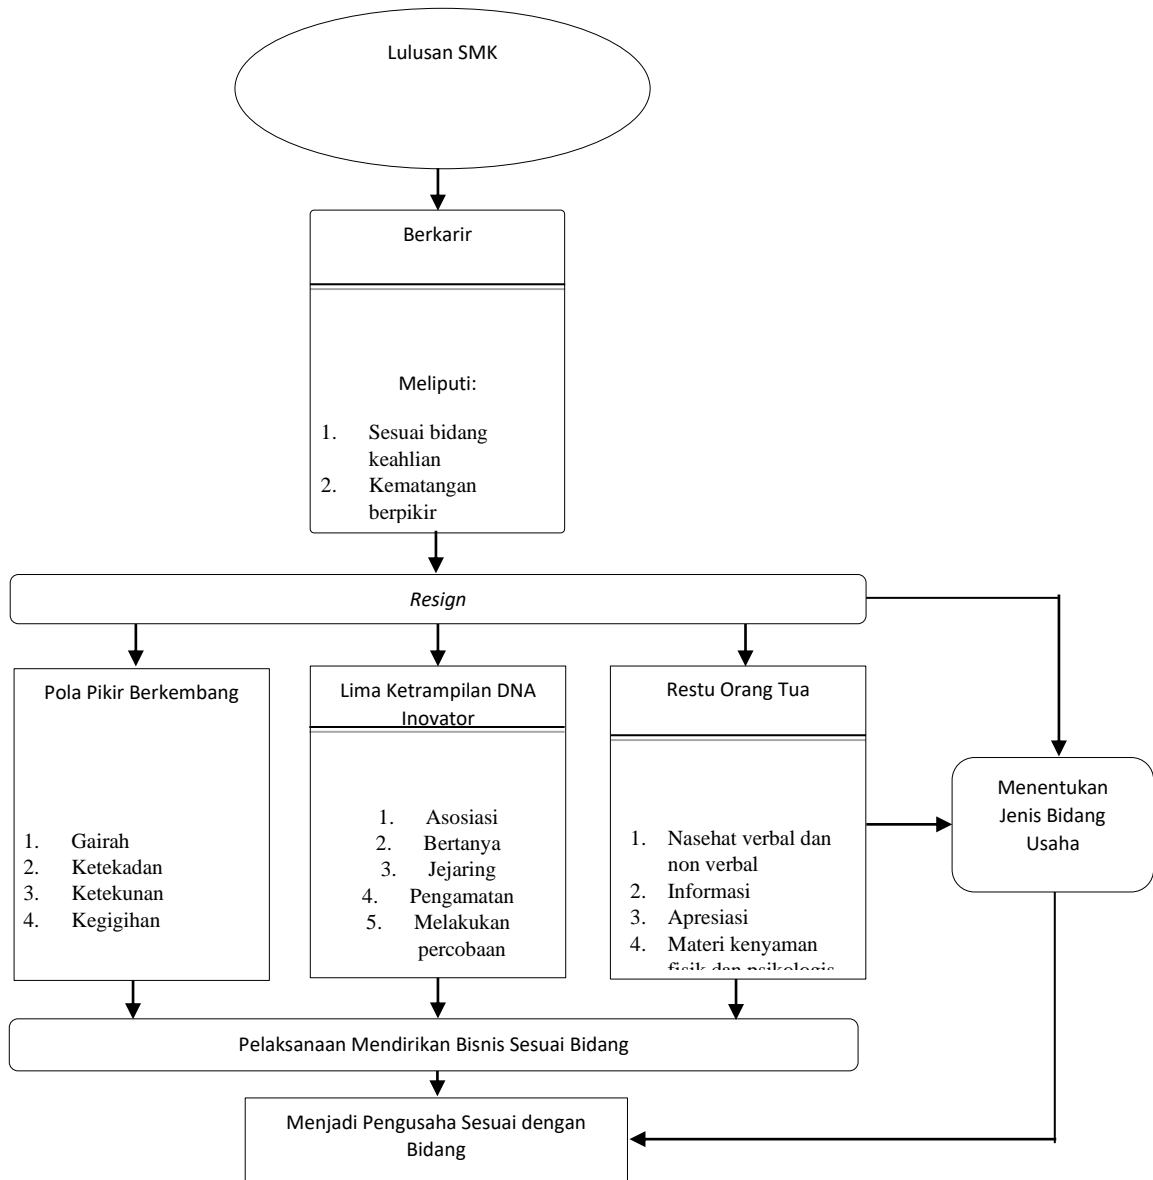 Lulusan SMK
Berkarir
Meliputi:
1. Sesuai bidang
keahlian
2. Kematangan
berpikir
Resign
Pola Pikir Berkembang
1. Gairah
2. Ketekadan
3. Ketekunan
4. Kegigihan
Lima Ketrampilan DNA
Inovator
1. Asosiasi
2. Bertanya
3. Jejaring
4. Pengamatan
5. Melakukan
percobaan
Restu Orang Tua
1. Nasehat verbal dan
non verbal
2. Informasi
3. Apresiasi
4. Materi kenyaman
fisik dan psikologis
Menentukan
Jenis Bidang
Usaha
Pelaksanaan Mendirikan Bisnis Sesuai Bidang
Menjadi Pengusaha Sesuai dengan
Bidang